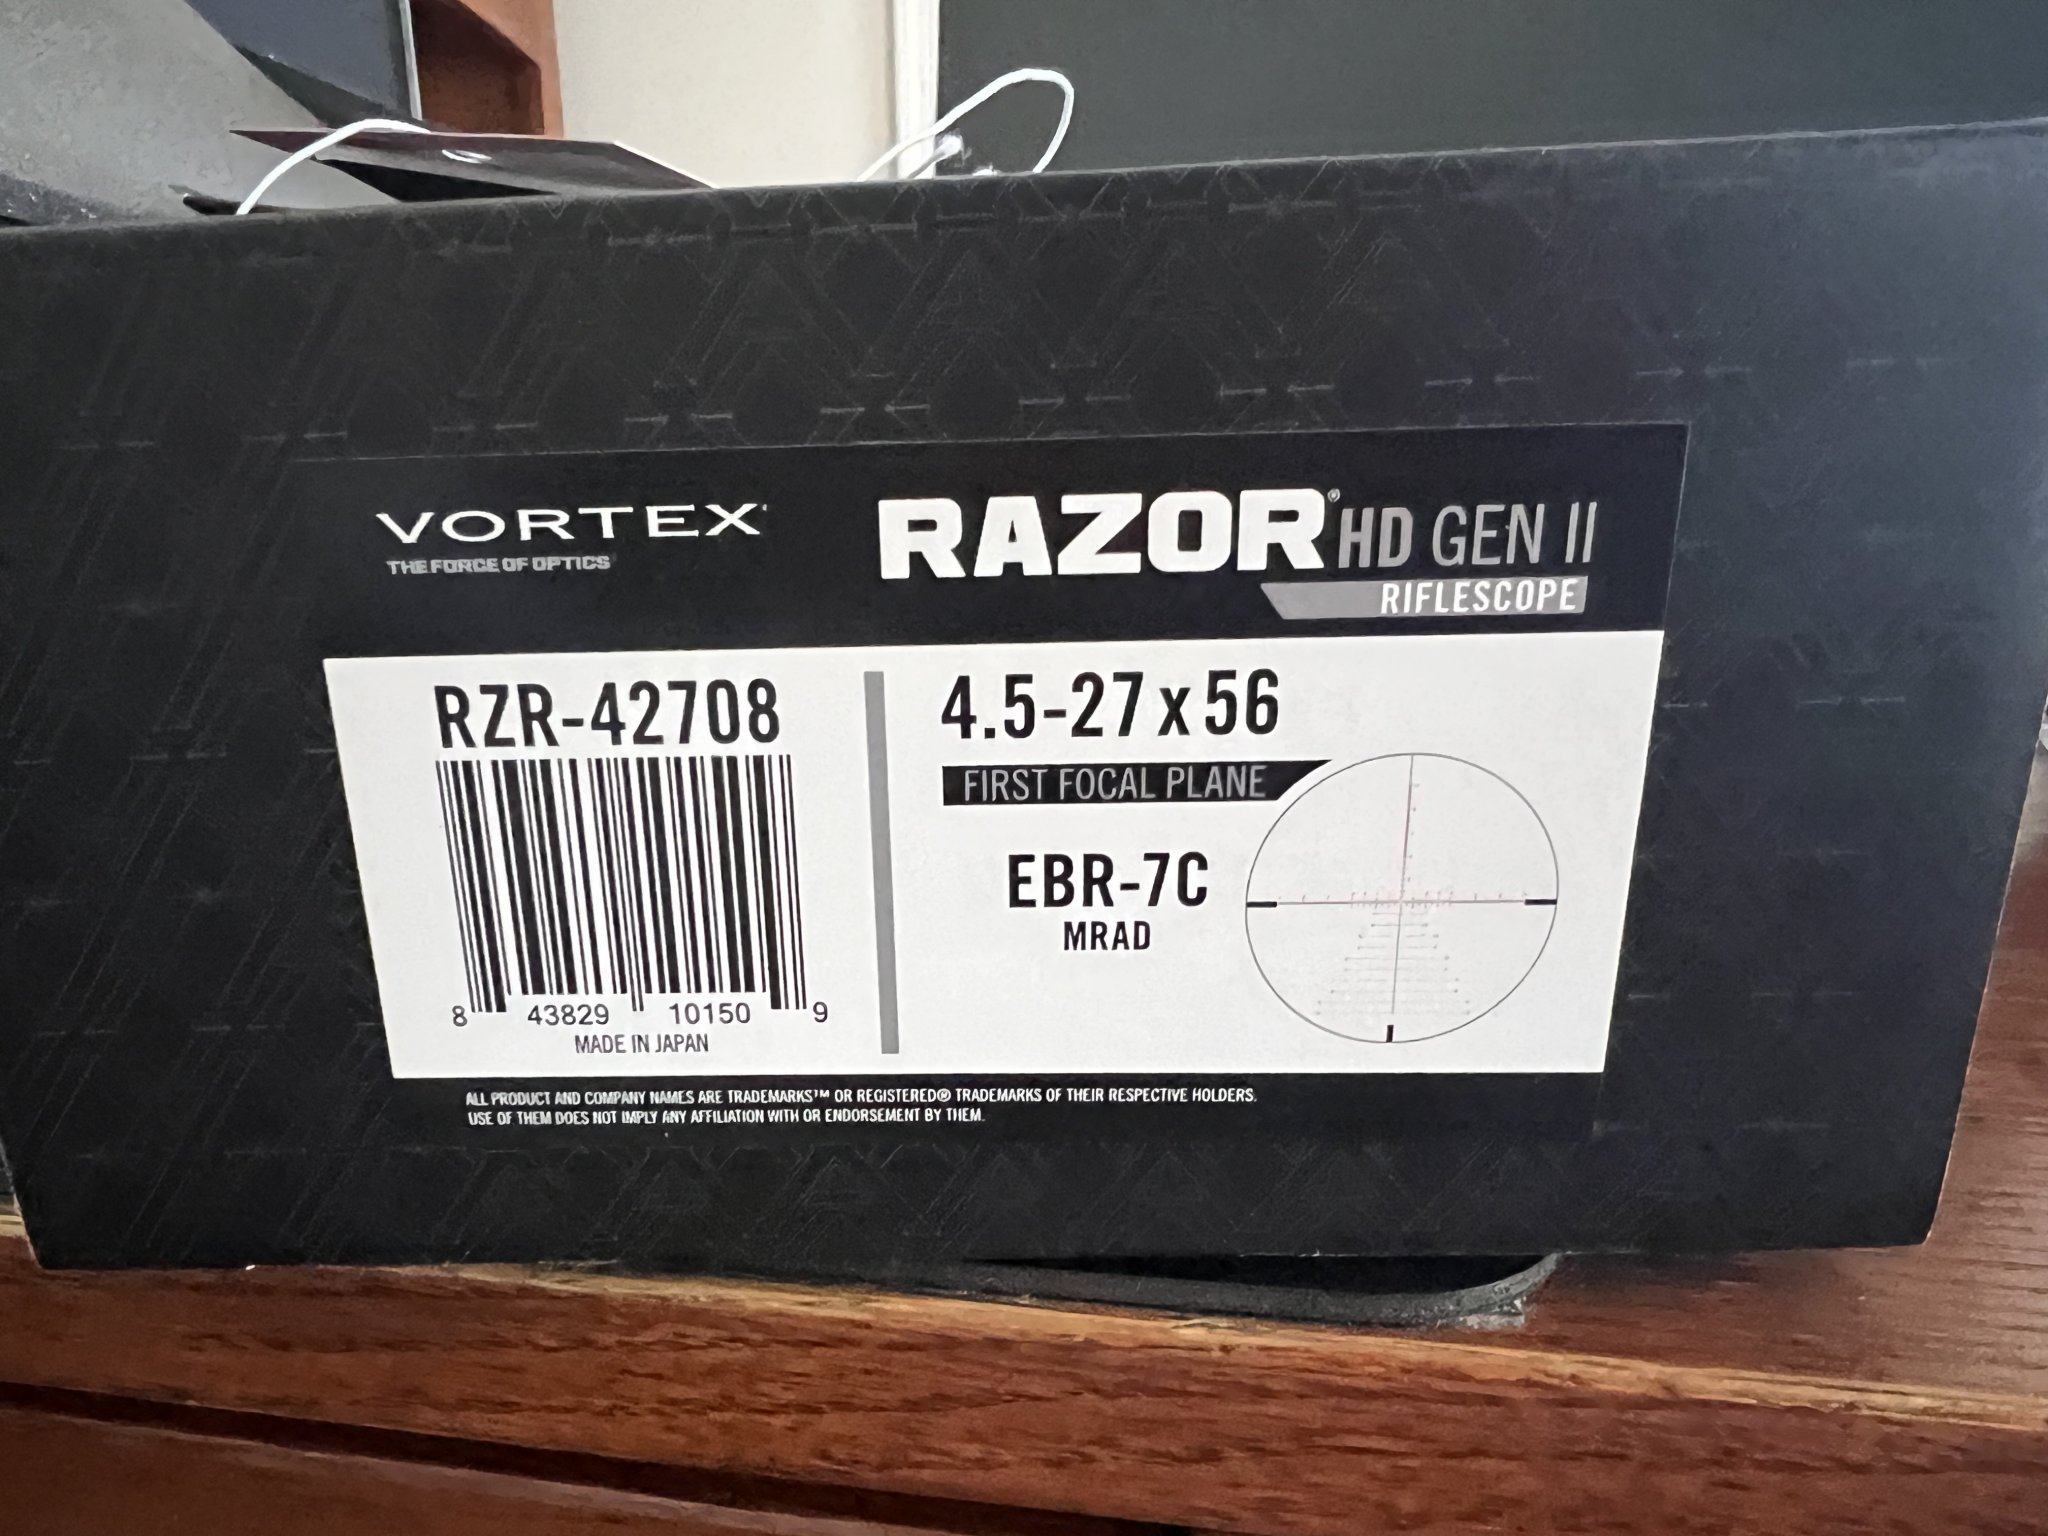 VORTEX
THE FORCE OF OPTICS
RAZOR® HD GEN II
RIFLESCOPE
RZR-42708
8 43829 10150 9
MADE IN JAPAN
4.5-27 x 56
FIRST FOCAL PLANE
EBR-7C
MRAD
ALL PRODUCT AND COMPANY NAMES ARE TRADEMARKS™ OR REGISTERED® TRADEMARKS OF THEIR RESPECTIVE HOLDERS.
USE OF THEM DOES NOT IMPLY ANY AFFILIATION WITH OR ENDORSEMENT BY THEM.